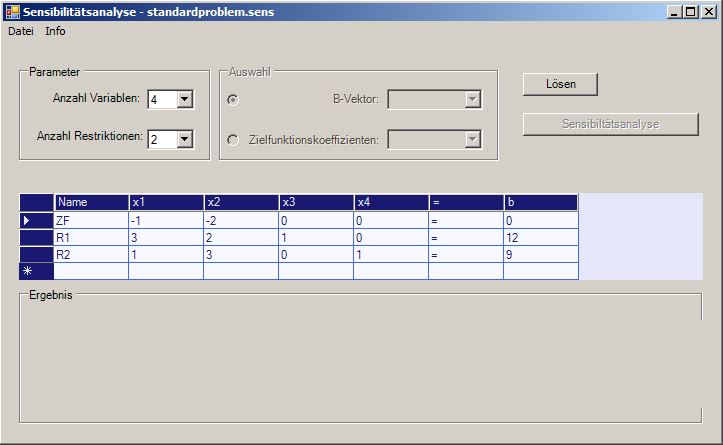 Sensibilitätsanalyse - standardproblem.sens
Datei Info
Parameter
Anzahl Variablen: 4
Anzahl Restriktionen: 2
Auswahl
B-Vektor:
Zielfunktionskoeffizienten:
Lösen
Sensibiltätsanalyse
Name x1 x2 x3 x4 = b
ZF -1 -2 0 0 = 0
R1 3 2 1 0 = 12
R2 1 3 0 1 = 9
Ergebnis